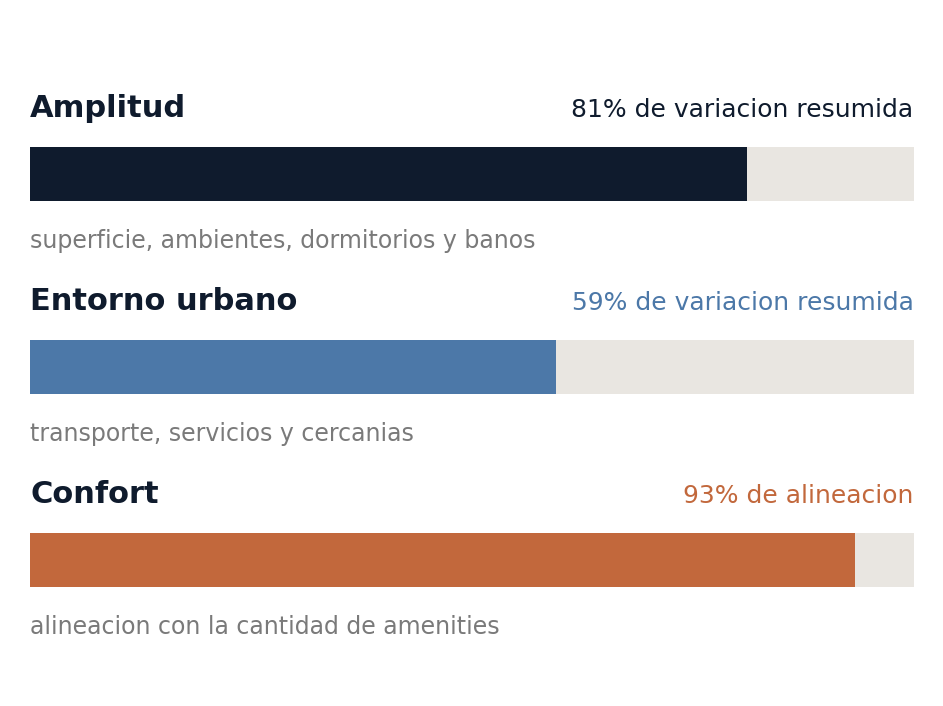 Amplitud
81% de variacion resumida
superficie, ambientes, dormitorios y banos
Entorno urbano
59% de variacion resumida
transporte, servicios y cercanias
Confort
93% de alineacion
alineacion con la cantidad de amenities